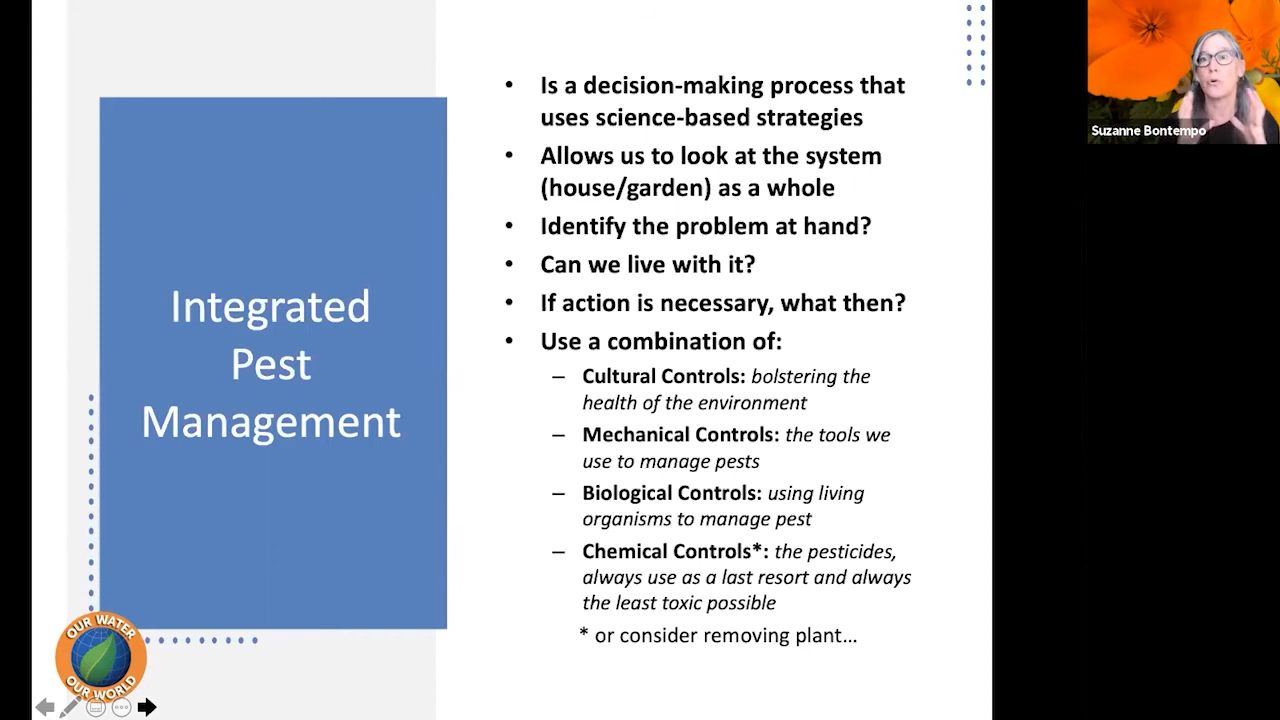 Integrated
Pest
Management
• Is a decision-making process that
uses science-based strategies
• Allows us to look at the system
(house/garden) as a whole
• Identify the problem at hand?
• Can we live with it?
• If action is necessary, what then?
• Use a combination of:
– Cultural Controls: bolstering the
health of the environment
– Mechanical Controls: the tools we
use to manage pests
– Biological Controls: using living
organisms to manage pest
– Chemical Controls*: the pesticides,
always use as a last resort and always
the least toxic possible
* or consider removing plant…
OUR WATER
OUR WORLD
Suzanne Bontempo